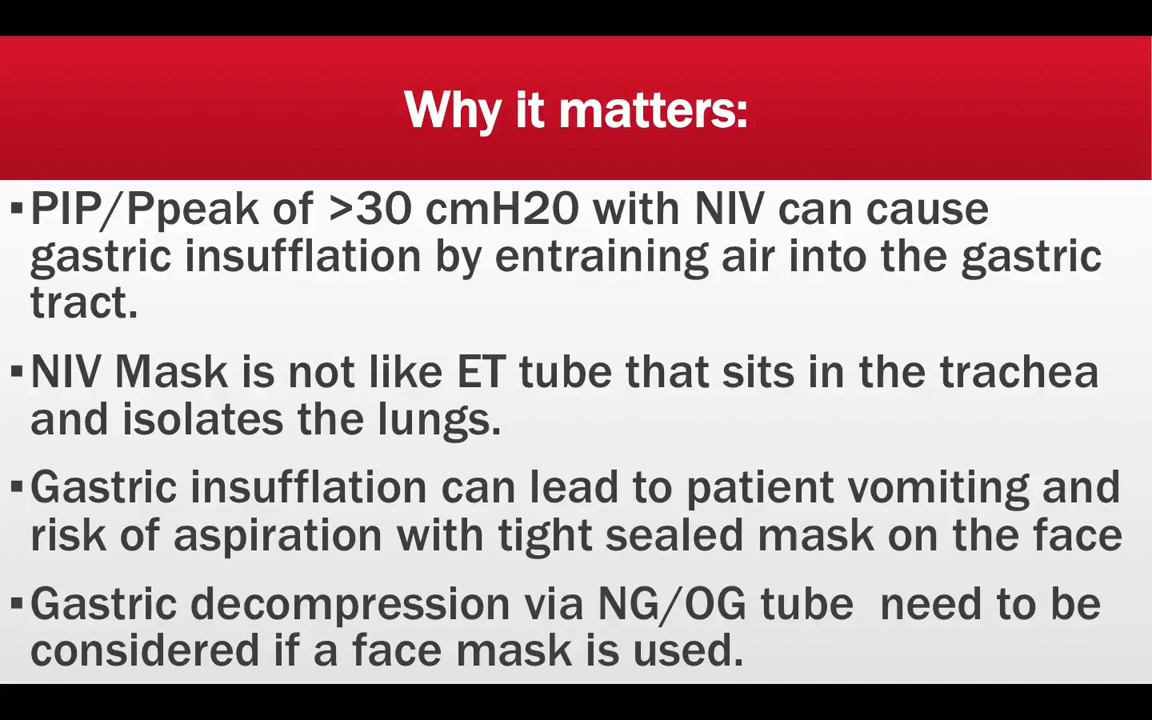 Why it matters:
▪PIP/Ppeak of >30 cmH20 with NIV can cause
gastric insufflation by entraining air into the gastric
tract.
▪NIV Mask is not like ET tube that sits in the trachea
and isolates the lungs.
▪Gastric insufflation can lead to patient vomiting and
risk of aspiration with tight sealed mask on the face
▪Gastric decompression via NG/OG tube  need to be
considered if a face mask is used.